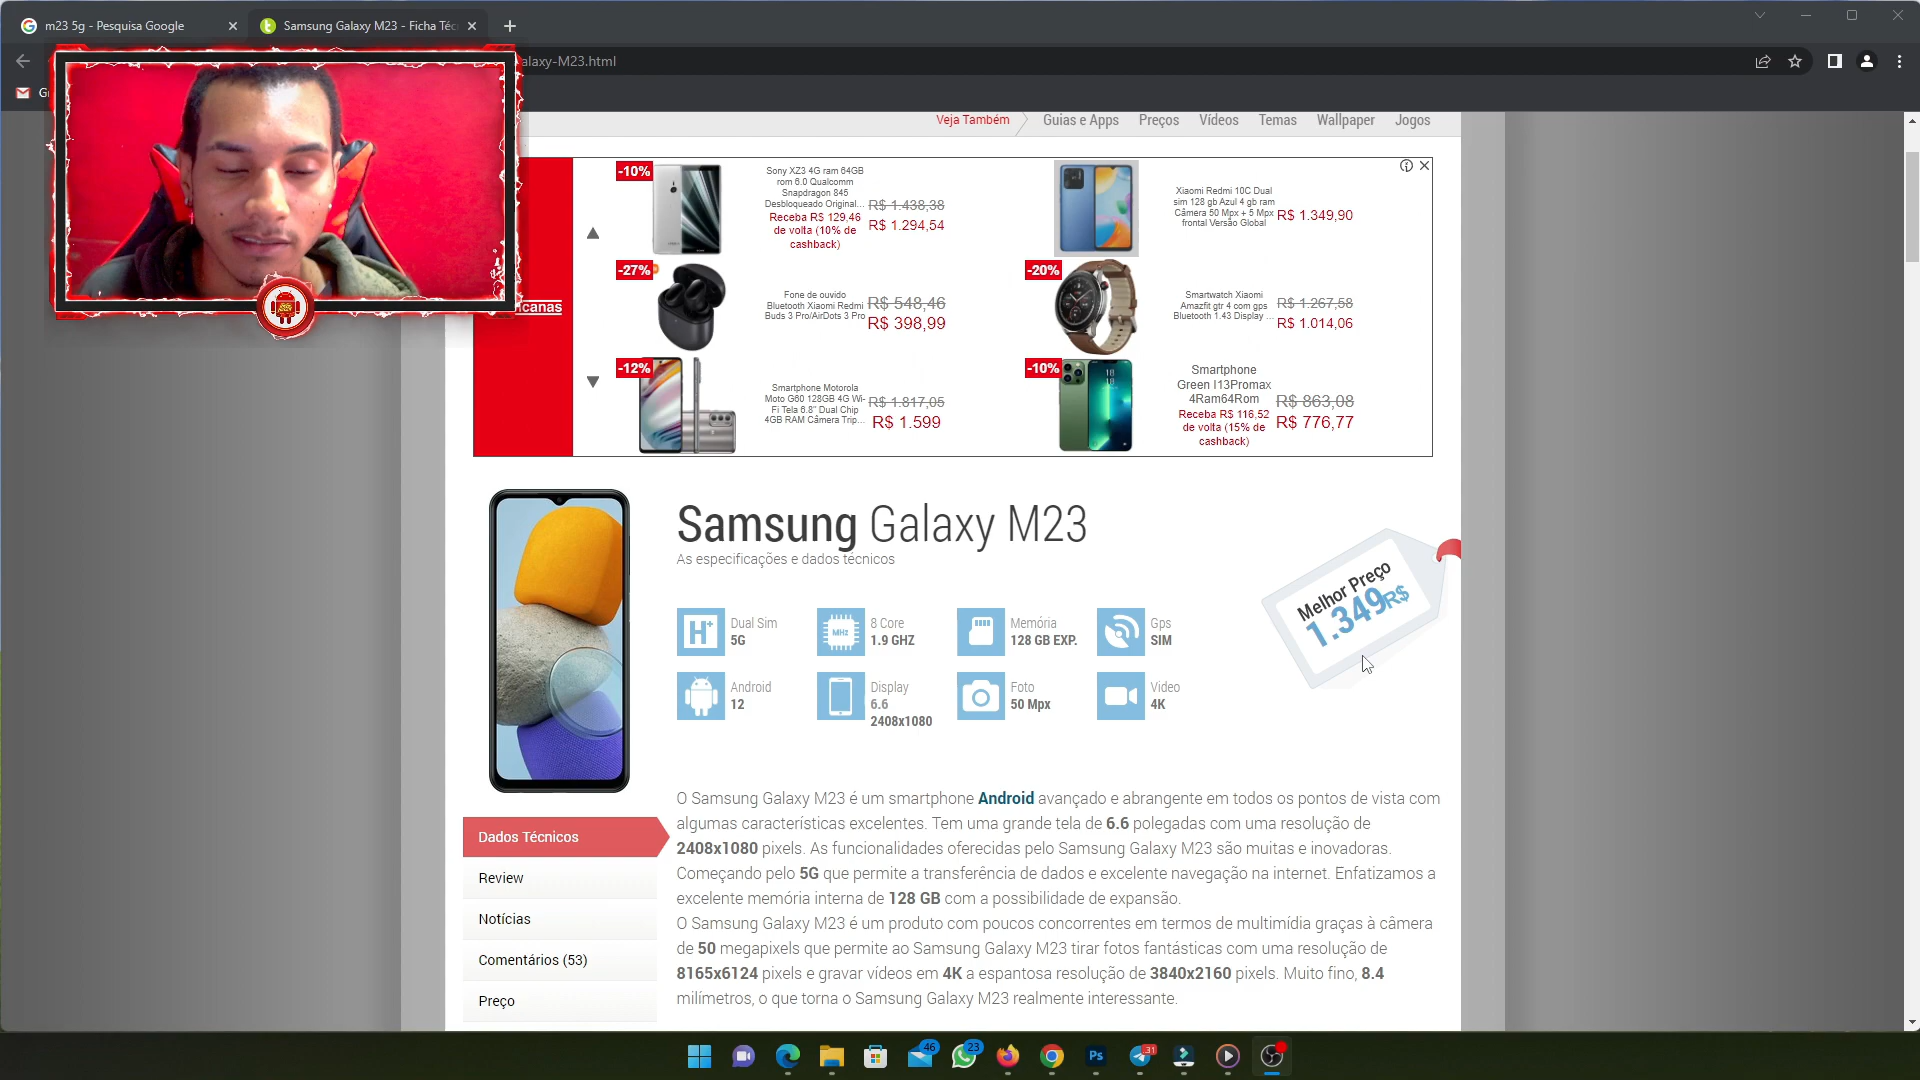 m23 5g - Pesquisa Google
Samsung Galaxy M23 - Ficha Téc
alaxy-M23.html
Veja Também
Guias e Apps
Preços
Vídeos
Temas
Wallpaper
Jogos
-10%
Sony XZ3 4G ram 64GB
rom 6.0 Qualcomm
Snapdragon 845
Desbloqueado Original...
Receba R$ 129,46
de volta (10% de
cashback)
R$ 1.438,38
R$ 1.294,54
Xiaomi Redmi 10C Dual
sim 128 gb Azul 4 gb ram
Câmera 50 Mpx + 5 Mpx
frontal Versão Global
R$ 1.349,90
-27%
Fone de ouvido
Bluetooth Xiaomi Redmi
Buds 3 Pro/AirDots 3 Pro
R$ 548,46
R$ 398,99
-20%
Smartwatch Xiaomi
Amazfit gtr 4 com gps
Bluetooth 1.43 Display ...
R$ 1.267,58
R$ 1.014,06
icanas
-12%
Smartphone Motorola
Moto G60 128GB 4G Wi-
Fi Tela 6.8" Dual Chip
4GB RAM Câmera Trip...
R$ 1.817,05
R$ 1.599
-10%
Smartphone
Green I13Promax
4Ram64Rom
Receba R$ 116,52
de volta (15% de
cashback)
R$ 863,08
R$ 776,77
Samsung Galaxy M23
As especificações e dados técnicos
Melhor Preço
1.349R$
Dual Sim
5G
8 Core
1.9 GHZ
MHz
Memória
128 GB EXP.
Gps
SIM
Android
12
Display
6.6
2408x1080
Foto
50 Mpx
Video
4K
O Samsung Galaxy M23 é um smartphone Android avançado e abrangente em todos os pontos de vista com
algumas características excelentes. Tem uma grande tela de 6.6 polegadas com uma resolução de
2408x1080 pixels. As funcionalidades oferecidas pelo Samsung Galaxy M23 são muitas e inovadoras.
Começando pelo 5G que permite a transferência de dados e excelente navegação na internet. Enfatizamos a
excelente memória interna de 128 GB com a possibilidade de expansão.
O Samsung Galaxy M23 é um produto com poucos concorrentes em termos de multimídia graças à câmera
de 50 megapixels que permite ao Samsung Galaxy M23 tirar fotos fantásticas com uma resolução de
8165x6124 pixels e gravar vídeos em 4K a espantosa resolução de 3840x2160 pixels. Muito fino, 8.4
milímetros, o que torna o Samsung Galaxy M23 realmente interessante.
Dados Técnicos
Review
Notícias
Comentários (53)
Preço
46
23
Ps
31